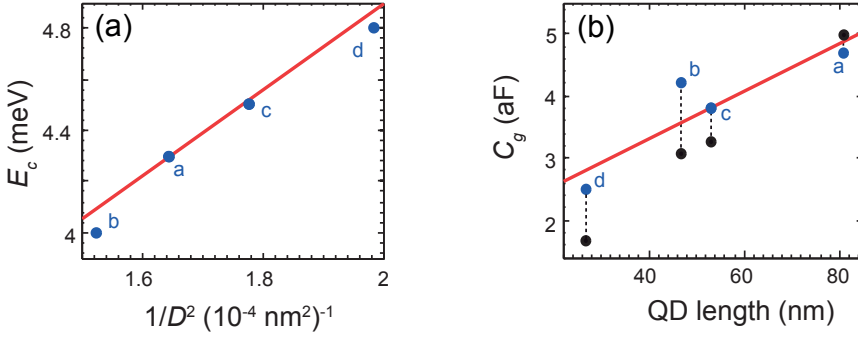 (a)
4.8
4.4
4
E_c (meV)
d
c
a
b
1.6
1.8
2
1/D² (10⁻⁴ nm²)⁻¹
(b)
5
4
3
2
C_g (aF)
b
a
c
d
40
60
80
QD length (nm)